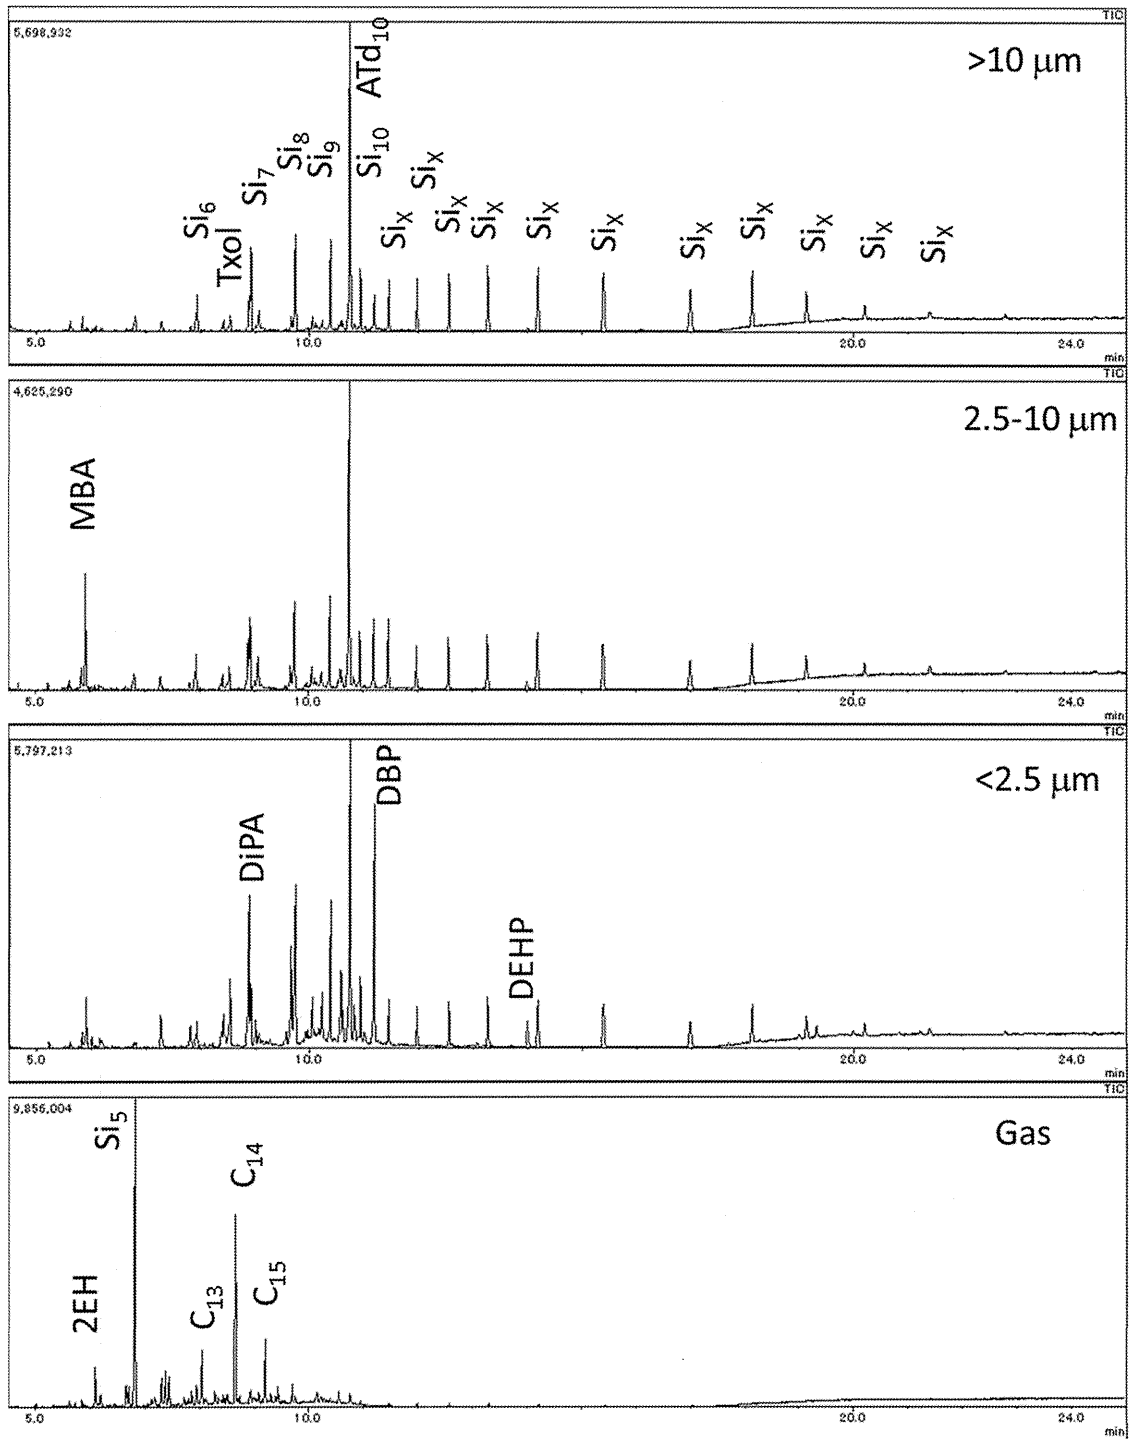 TIC
5,698,932
>10 μm
ATd10
Si6
Txol
Si7
Si8
Si9
Si10
SiX
SiX
SiX
SiX
SiX
SiX
SiX
SiX
SiX
SiX
SiX
5.0 10.0 20.0 24.0
min
TIC
4,625,290
2.5-10 μm
MBA
5.0 10.0 20.0 24.0
min
TIC
5,797,213
<2.5 μm
DiPA
DBP
DEHP
5.0 10.0 20.0 24.0
min
TIC
9,856,004
Gas
2EH
Si5
C13
C14
C15
5.0 10.0 20.0 24.0
min